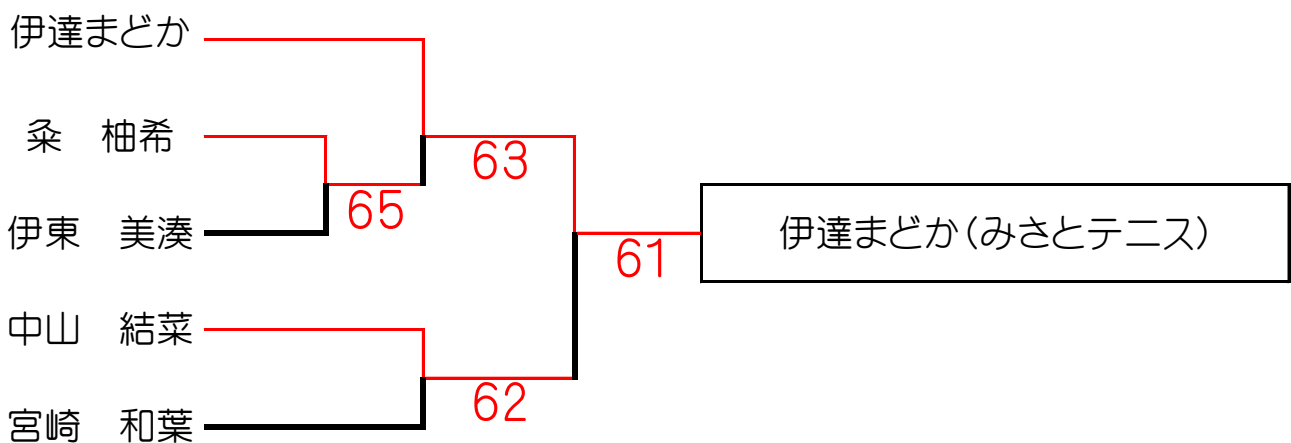 伊達まどか
粂　柚希
63
65
伊東　美湊
伊達まどか(みさとテニス)
61
中山　結菜
62
宮崎　和葉